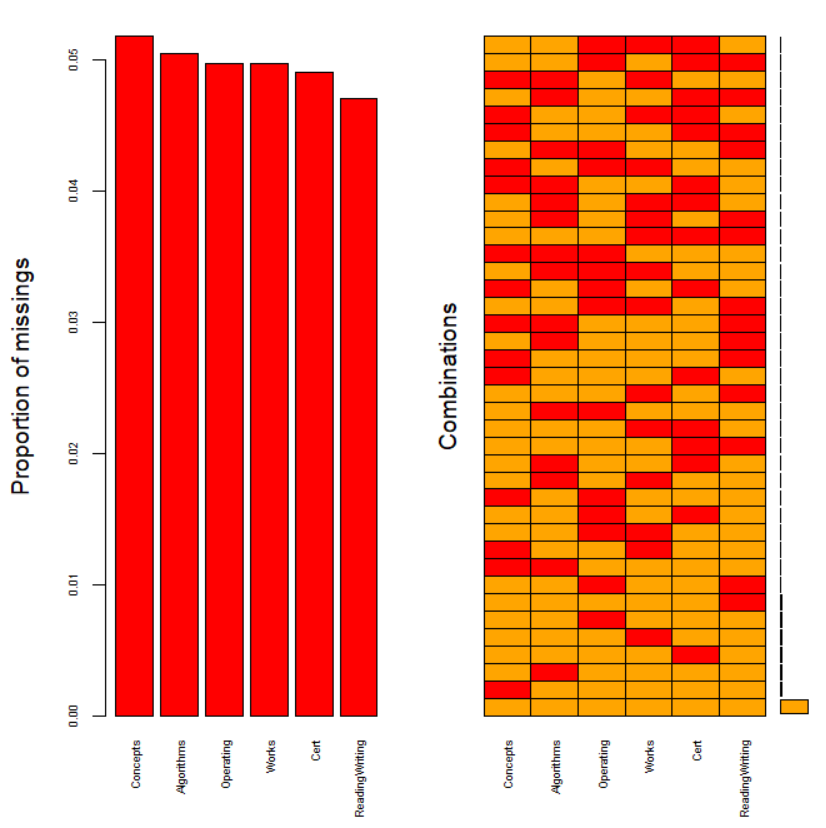 Proportion of missings
0.05
0.04
0.03
0.02
0.01
0.00
Concepts
Algorithms
Operating
Works
Cert
ReadingWriting
Combinations
Concepts
Algorithms
Operating
Works
Cert
ReadingWriting